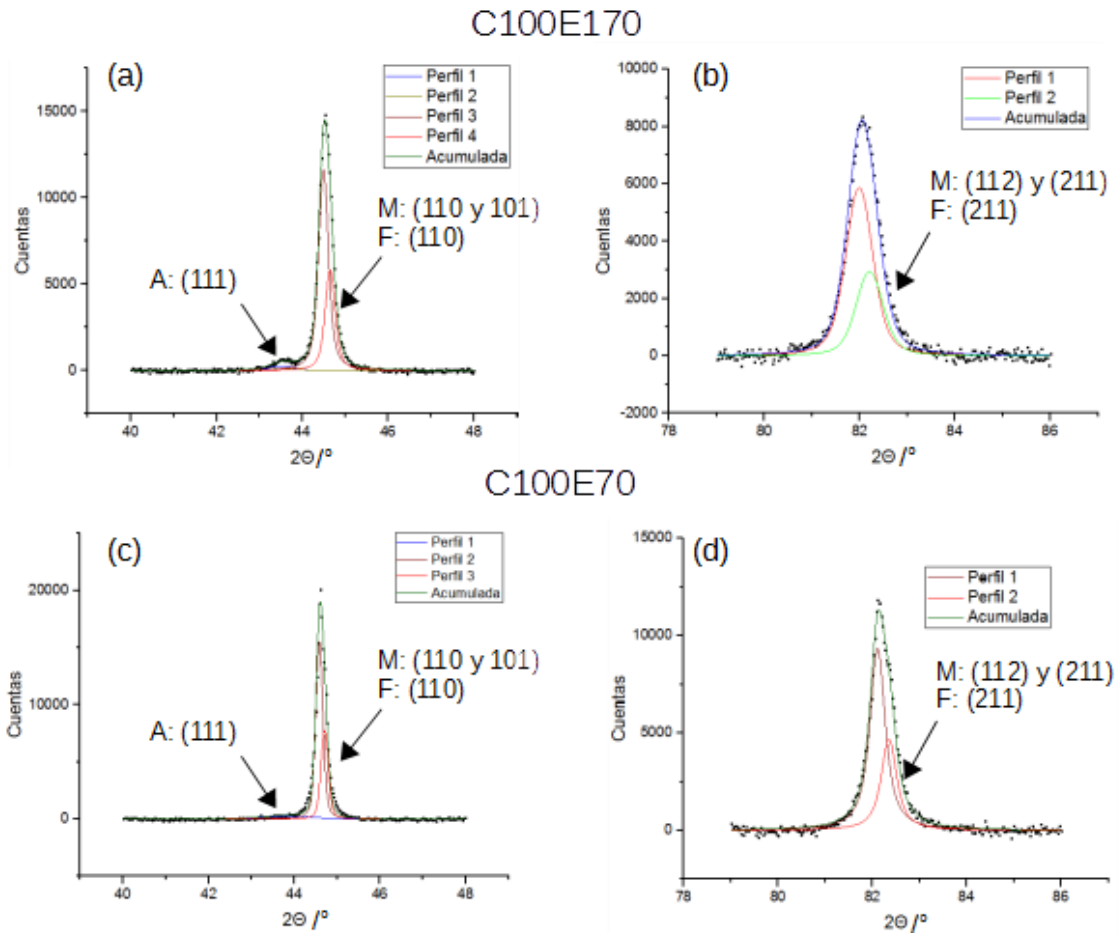 C100E170
(a)
Perfil 1
Perfil 2
Perfil 3
Perfil 4
Acumulada
A: (111)
M: (110 y 101)
F: (110)
Cuentas
15000
10000
5000
0
40
42
44
46
48
2Θ/°
(b)
Perfil 1
Perfil 2
Acumulada
M: (112) y (211)
F: (211)
Cuentas
10000
8000
6000
4000
2000
0
-2000
78
80
82
84
86
2Θ/°
C100E70
(c)
Perfil 1
Perfil 2
Perfil 3
Acumulada
A: (111)
M: (110 y 101)
F: (110)
Cuentas
20000
10000
0
40
42
44
46
48
2Θ/°
(d)
Perfil 1
Perfil 2
Acumulada
M: (112) y (211)
F: (211)
Cuentas
15000
10000
5000
0
78
80
82
84
86
2Θ/°